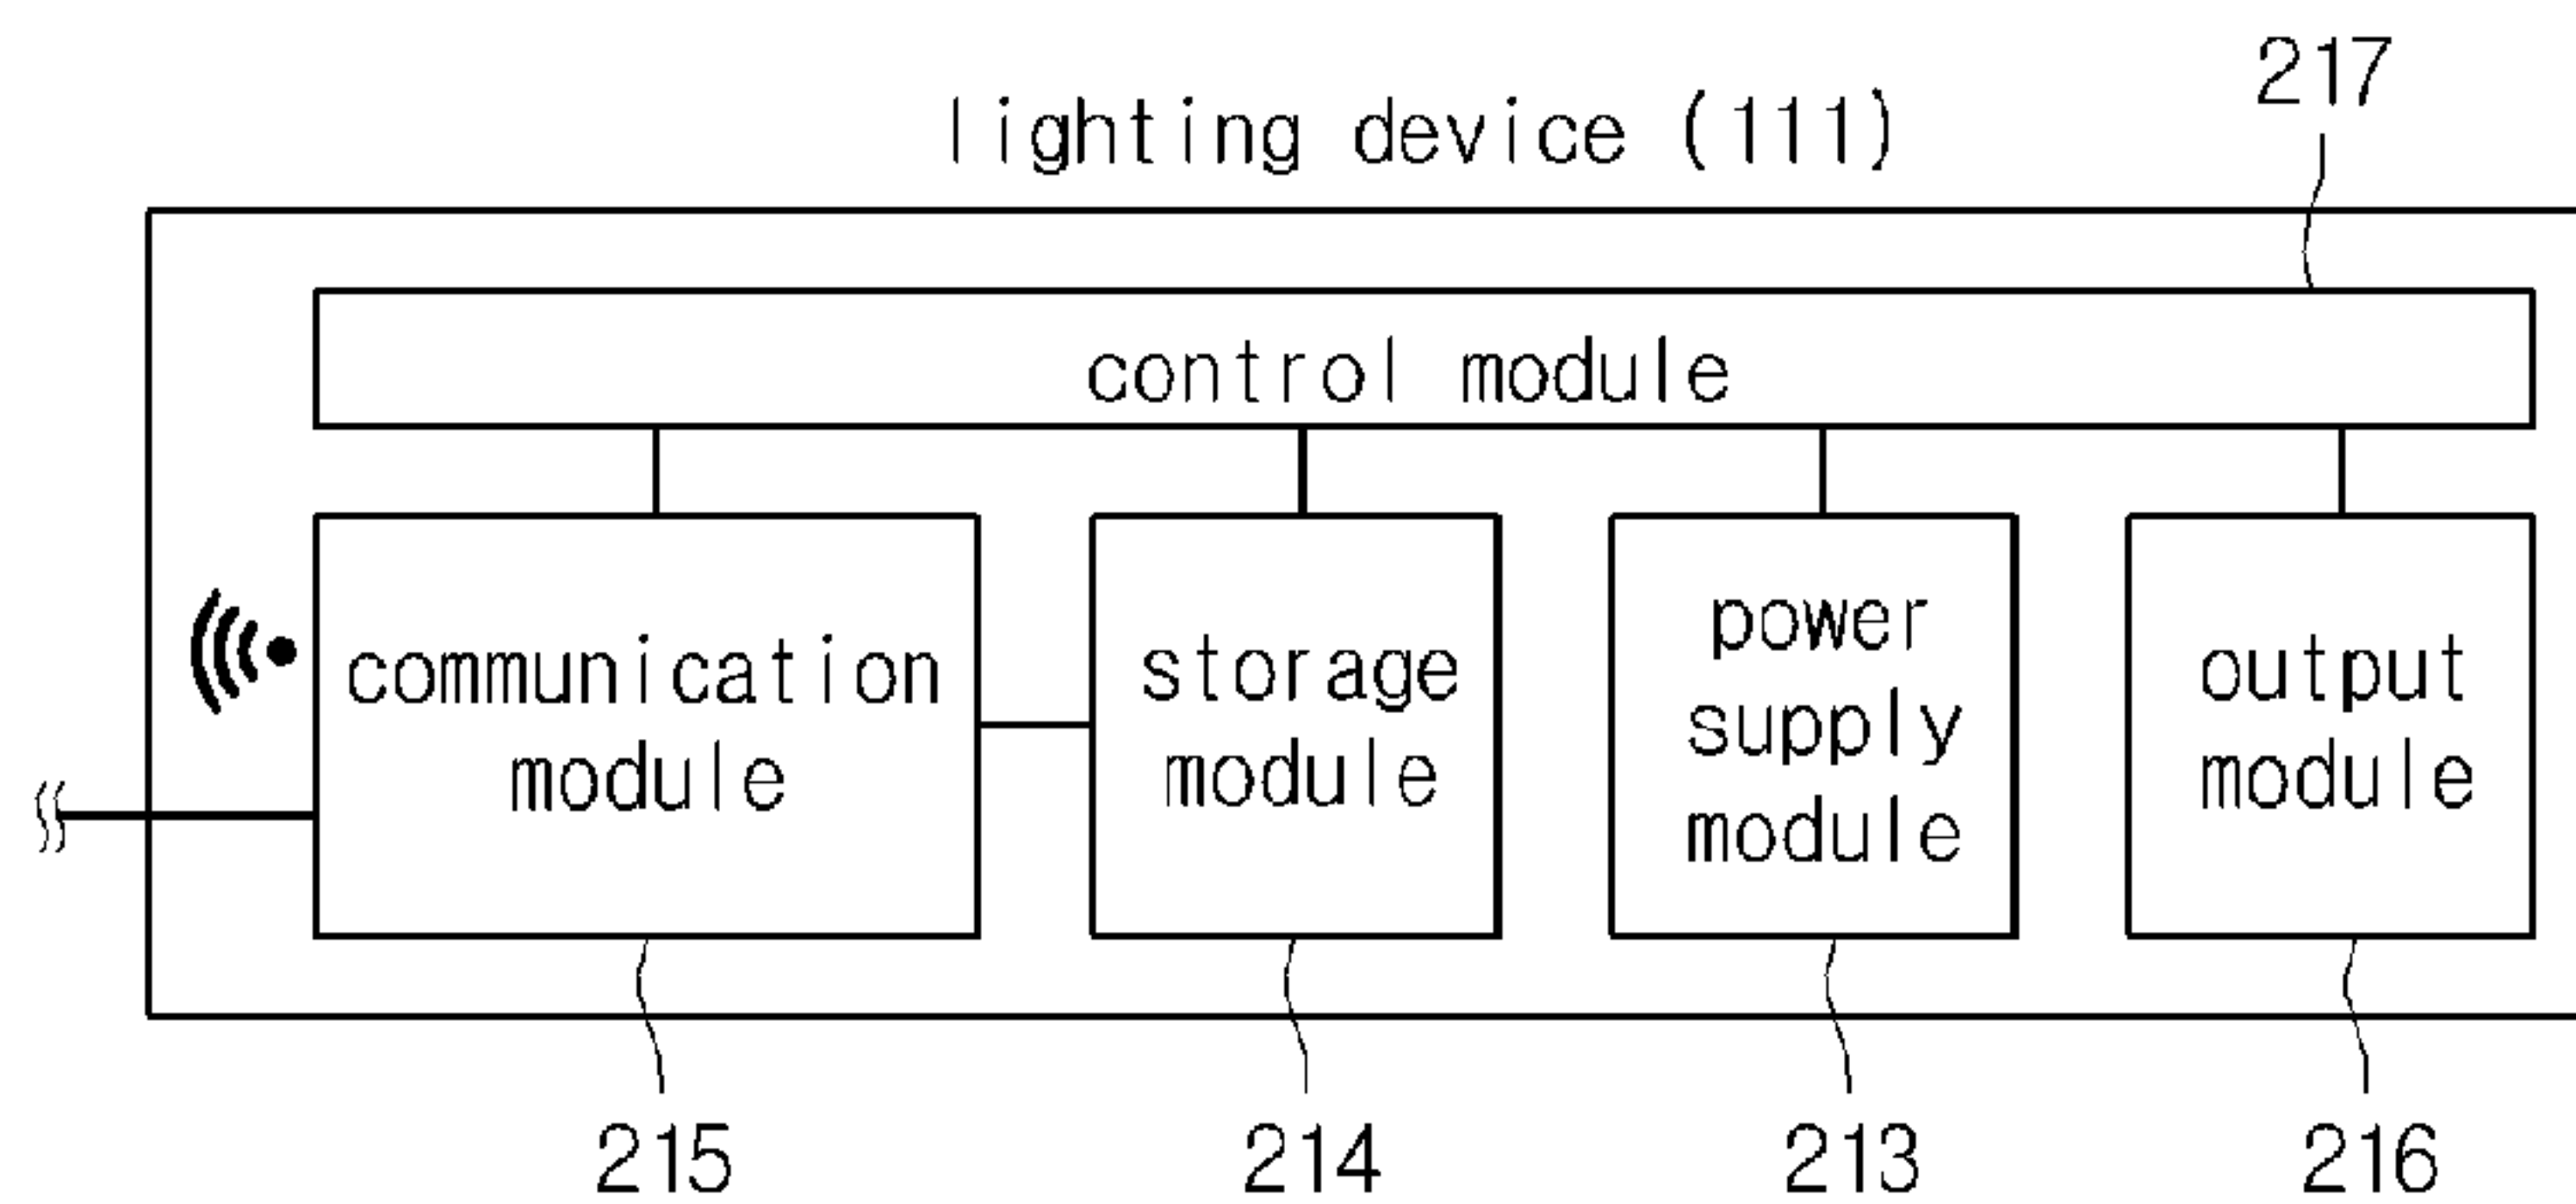 217
lighting device (111)
control module
communication
module
storage
module
power
supply
module
output
module
215
214
213
216